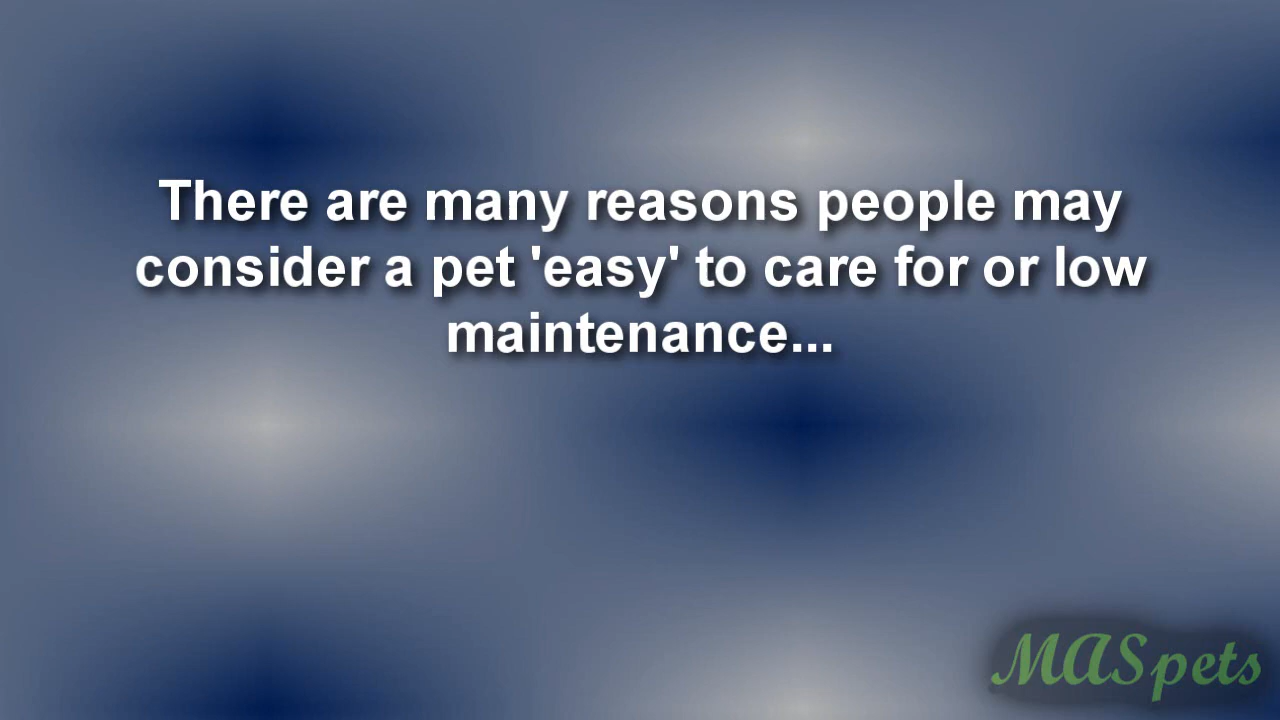 There are many reasons people may
consider a pet 'easy' to care for or low
maintenance...
MASpets